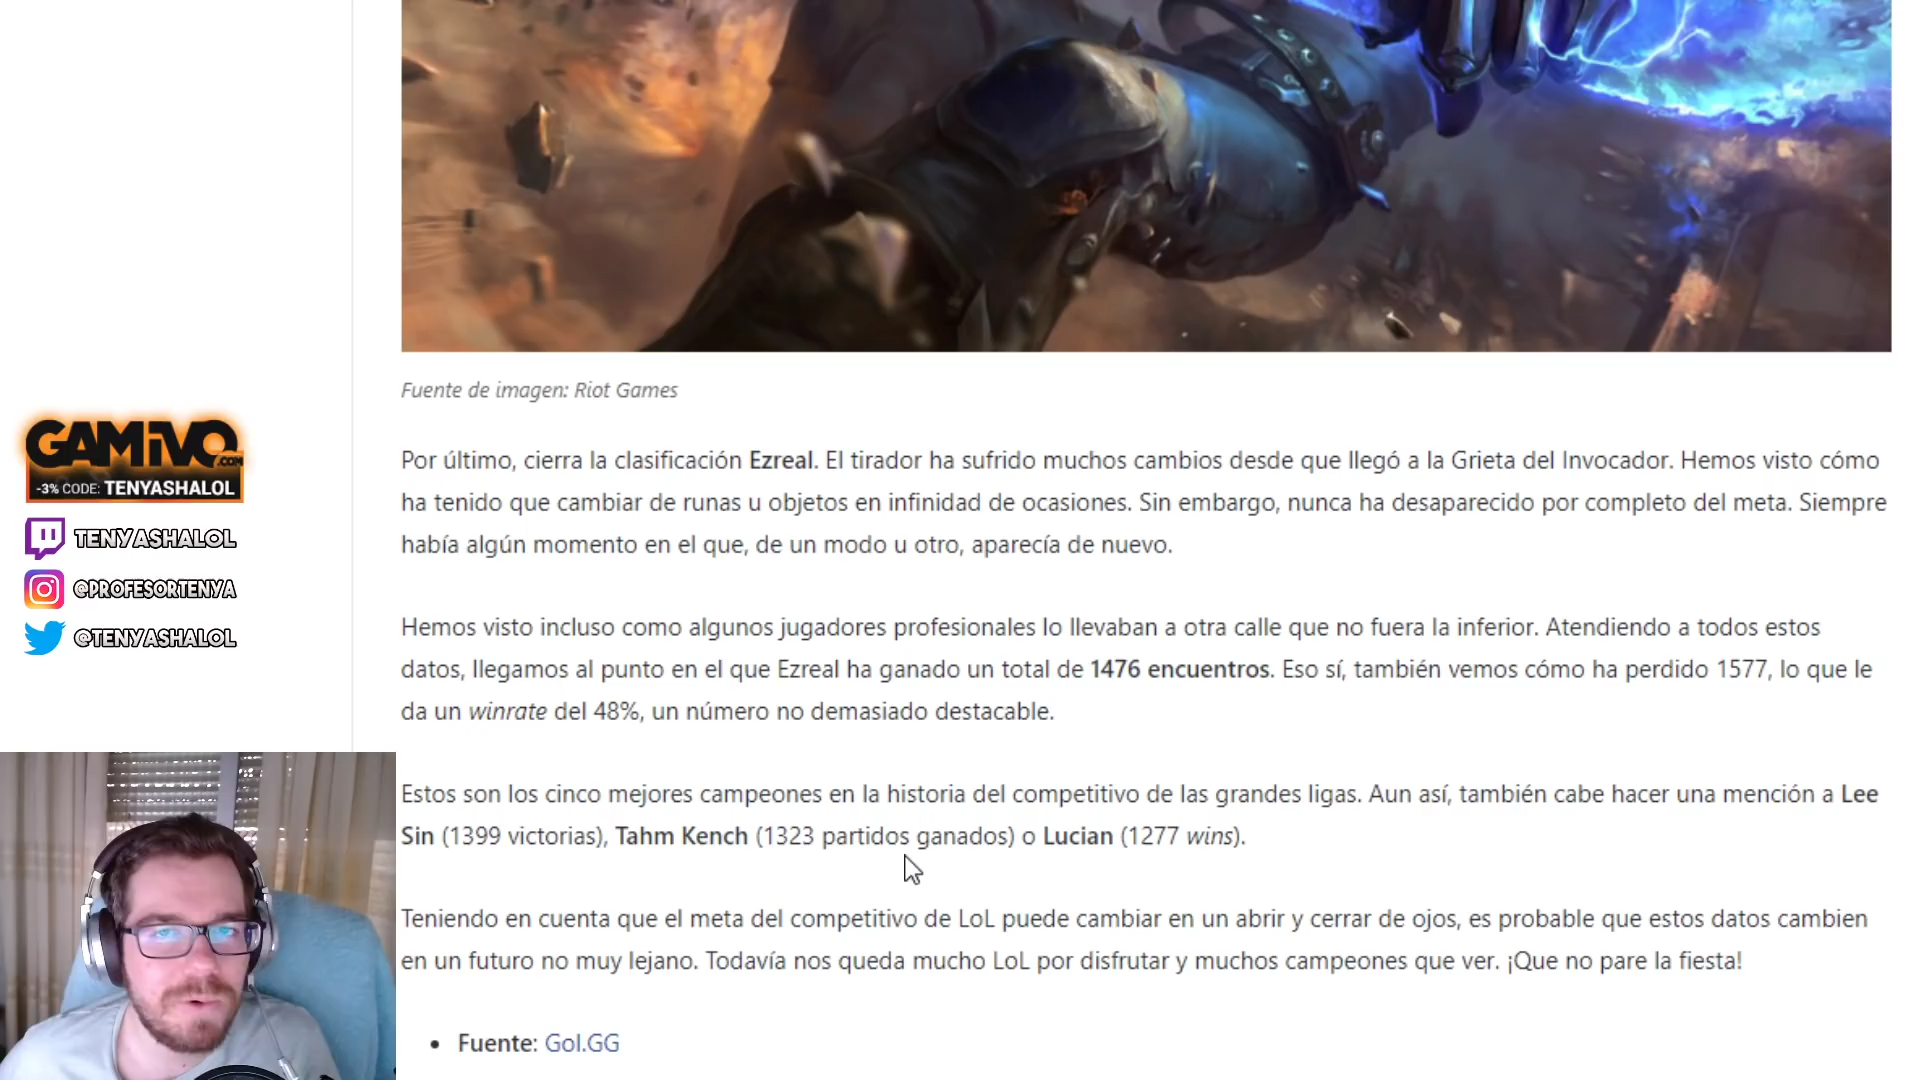 Fuente de imagen: Riot Games
Por último, cierra la clasificación Ezreal. El tirador ha sufrido muchos cambios desde que llegó a la Grieta del Invocador. Hemos visto cómo
ha tenido que cambiar de runas u objetos en infinidad de ocasiones. Sin embargo, nunca ha desaparecido por completo del meta. Siempre
había algún momento en el que, de un modo u otro, aparecía de nuevo.
Hemos visto incluso como algunos jugadores profesionales lo llevaban a otra calle que no fuera la inferior. Atendiendo a todos estos
datos, llegamos al punto en el que Ezreal ha ganado un total de 1476 encuentros. Eso sí, también vemos cómo ha perdido 1577, lo que le
da un winrate del 48%, un número no demasiado destacable.
Estos son los cinco mejores campeones en la historia del competitivo de las grandes ligas. Aun así, también cabe hacer una mención a Lee
Sin (1399 victorias), Tahm Kench (1323 partidos ganados) o Lucian (1277 wins).
Teniendo en cuenta que el meta del competitivo de LoL puede cambiar en un abrir y cerrar de ojos, es probable que estos datos cambien
en un futuro no muy lejano. Todavía nos queda mucho LoL por disfrutar y muchos campeones que ver. ¡Que no pare la fiesta!
• Fuente: Gol.GG
GAMIVO.COM
-3% CODE: TENYASHALOL
TENYASHALOL
@PROFESORTENYA
@TENYASHALOL